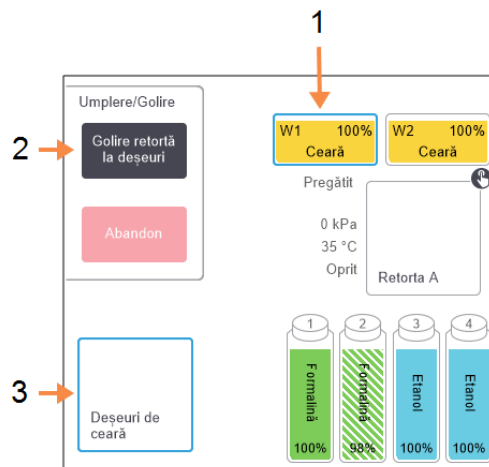 1
Umplere/Golire
2
Golire retortă
la deșeuri
Abandon
W1 100%
Ceară
W2 100%
Ceară
Pregătit
0 kPa
35 °C
Oprit
Retorta A
3
Deșeuri de
ceară
1
Formalină
100%
2
Formalină
98%
3
Etanol
100%
4
Etanol
100%